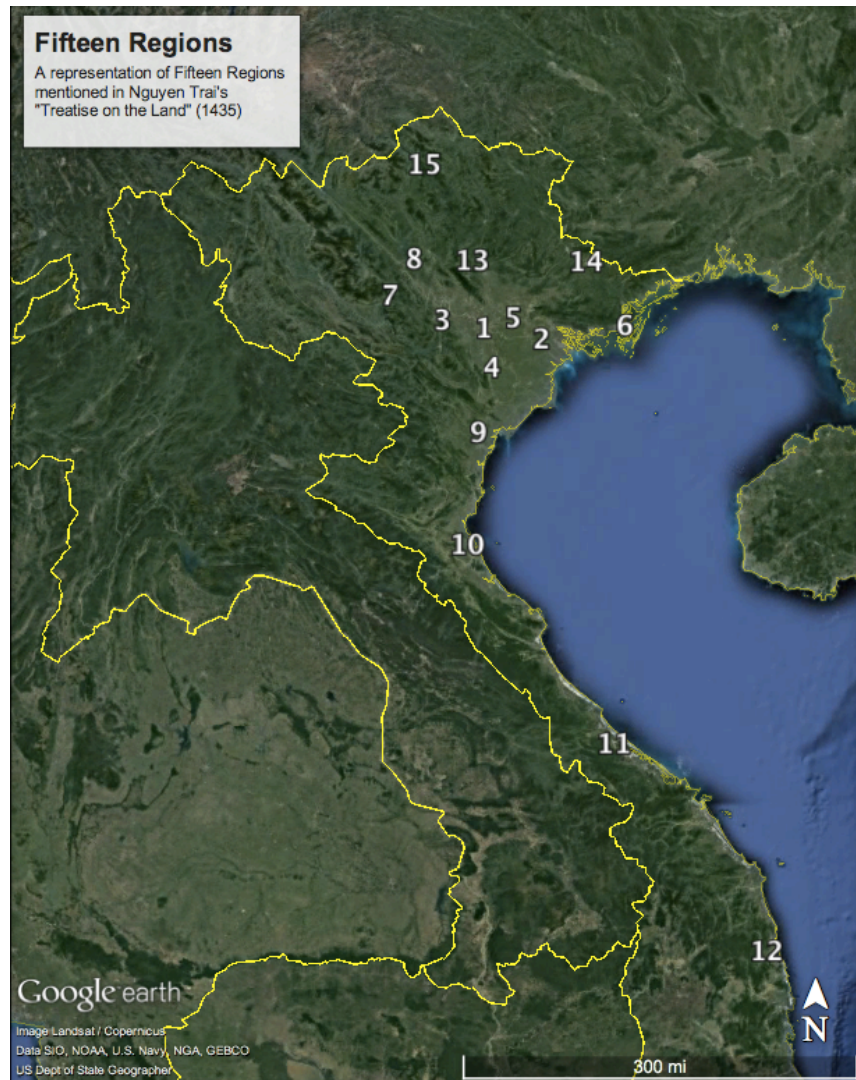 Fifteen Regions
A representation of Fifteen Regions
mentioned in Nguyen Trai's
"Treatise on the Land" (1435)
15
8
13
14
7
3
1
5
2
6
4
9
10
11
12
Google earth
N
Image Landsat / Copernicus
Data SIO, NOAA, U.S. Navy, NGA, GEBCO
US Dept of State Geographer
300 mi